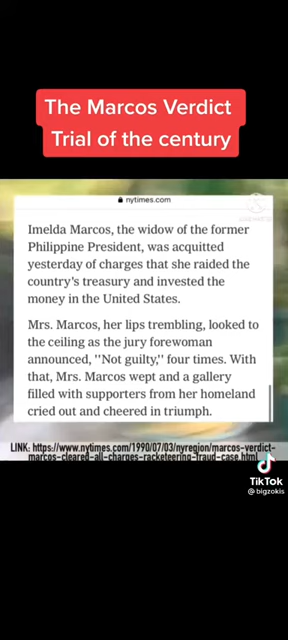 The Marcos Verdict
Trial of the century
nytimes.com
Imelda Marcos, the widow of the former
Philippine President, was acquitted
yesterday of charges that she raided the
country's treasury and invested the
money in the United States.
Mrs. Marcos, her lips trembling, looked to
the ceiling as the jury forewoman
announced, ''Not guilty,'' four times. With
that, Mrs. Marcos wept and a gallery
filled with supporters from her homeland
cried out and cheered in triumph.
LINK: https://www.nytimes.com/1990/07/03/nyregion/marcos-verdict-
marcos-cleared-all-charges-racketeering-fraud-case.html
TikTok
@bigzokis